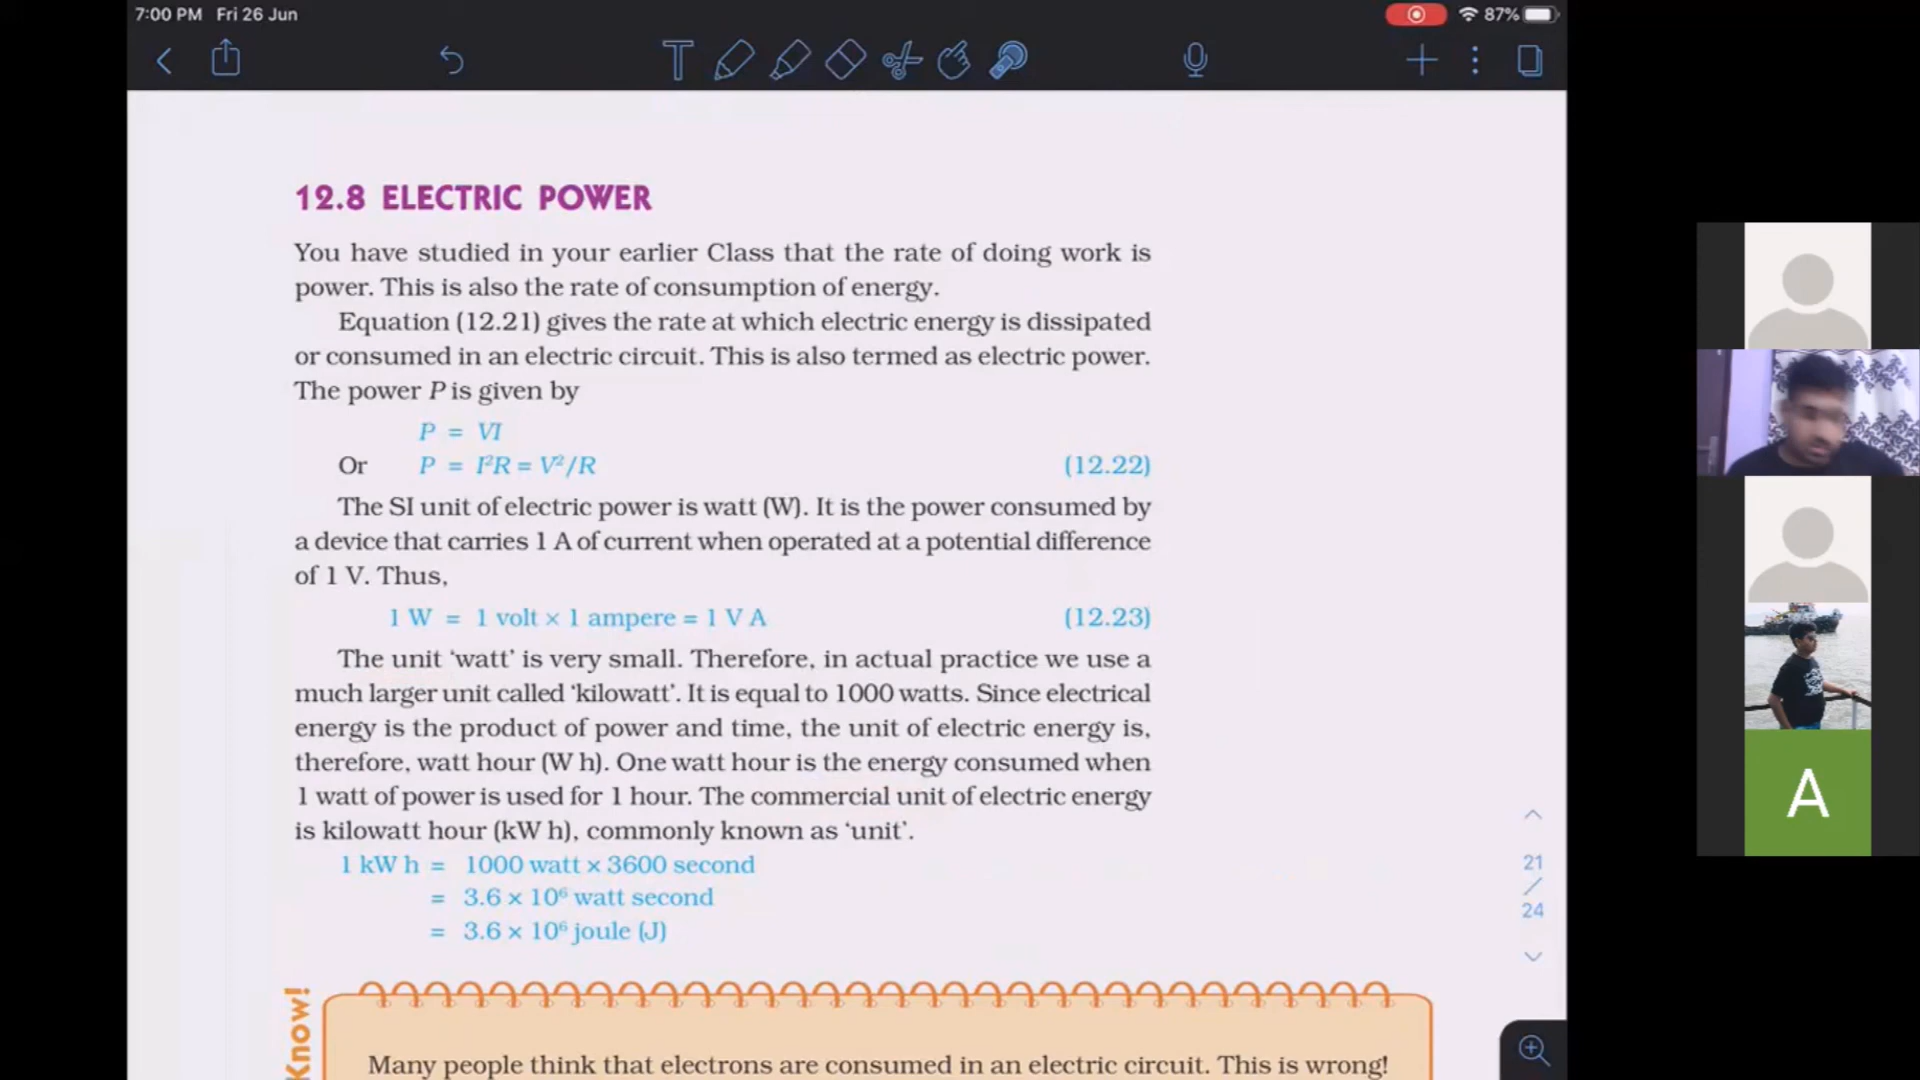 7:00 PM Fri 26 Jun
87%
12.8 ELECTRIC POWER
You have studied in your earlier Class that the rate of doing work is
power. This is also the rate of consumption of energy.
Equation (12.21) gives the rate at which electric energy is dissipated
or consumed in an electric circuit. This is also termed as electric power.
The power P is given by
P = VI
Or P = I²R = V²/R (12.22)
The SI unit of electric power is watt (W). It is the power consumed by
a device that carries 1 A of current when operated at a potential difference
of 1 V. Thus,
1 W = 1 volt × 1 ampere = 1 V A (12.23)
The unit ‘watt’ is very small. Therefore, in actual practice we use a
much larger unit called ‘kilowatt’. It is equal to 1000 watts. Since electrical
energy is the product of power and time, the unit of electric energy is,
therefore, watt hour (W h). One watt hour is the energy consumed when
1 watt of power is used for 1 hour. The commercial unit of electric energy
is kilowatt hour (kW h), commonly known as ‘unit’.
1 kW h = 1000 watt × 3600 second
= 3.6 × 10⁶ watt second
= 3.6 × 10⁶ joule (J)
Know!
Many people think that electrons are consumed in an electric circuit. This is wrong!
21
/
24
A